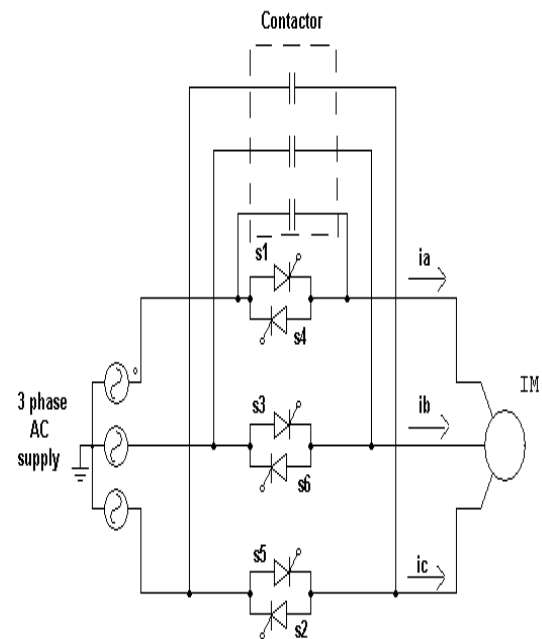 Contactor
s1
ia
s4
IM
3 phase
AC
supply
s3
ib
s6
s5
ic
s2